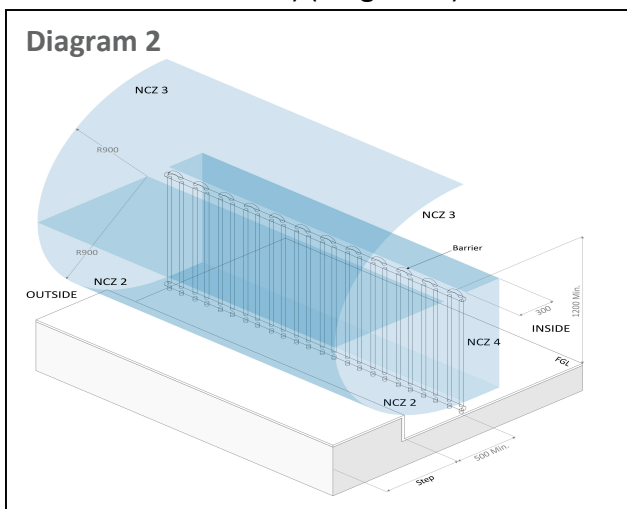 Diagram 2
NCZ 3
R900
NCZ 3
Barrier
R900
NCZ 2
OUTSIDE
300
1200 Min.
INSIDE
NCZ 4
FGL
NCZ 2
500 Min.
Step